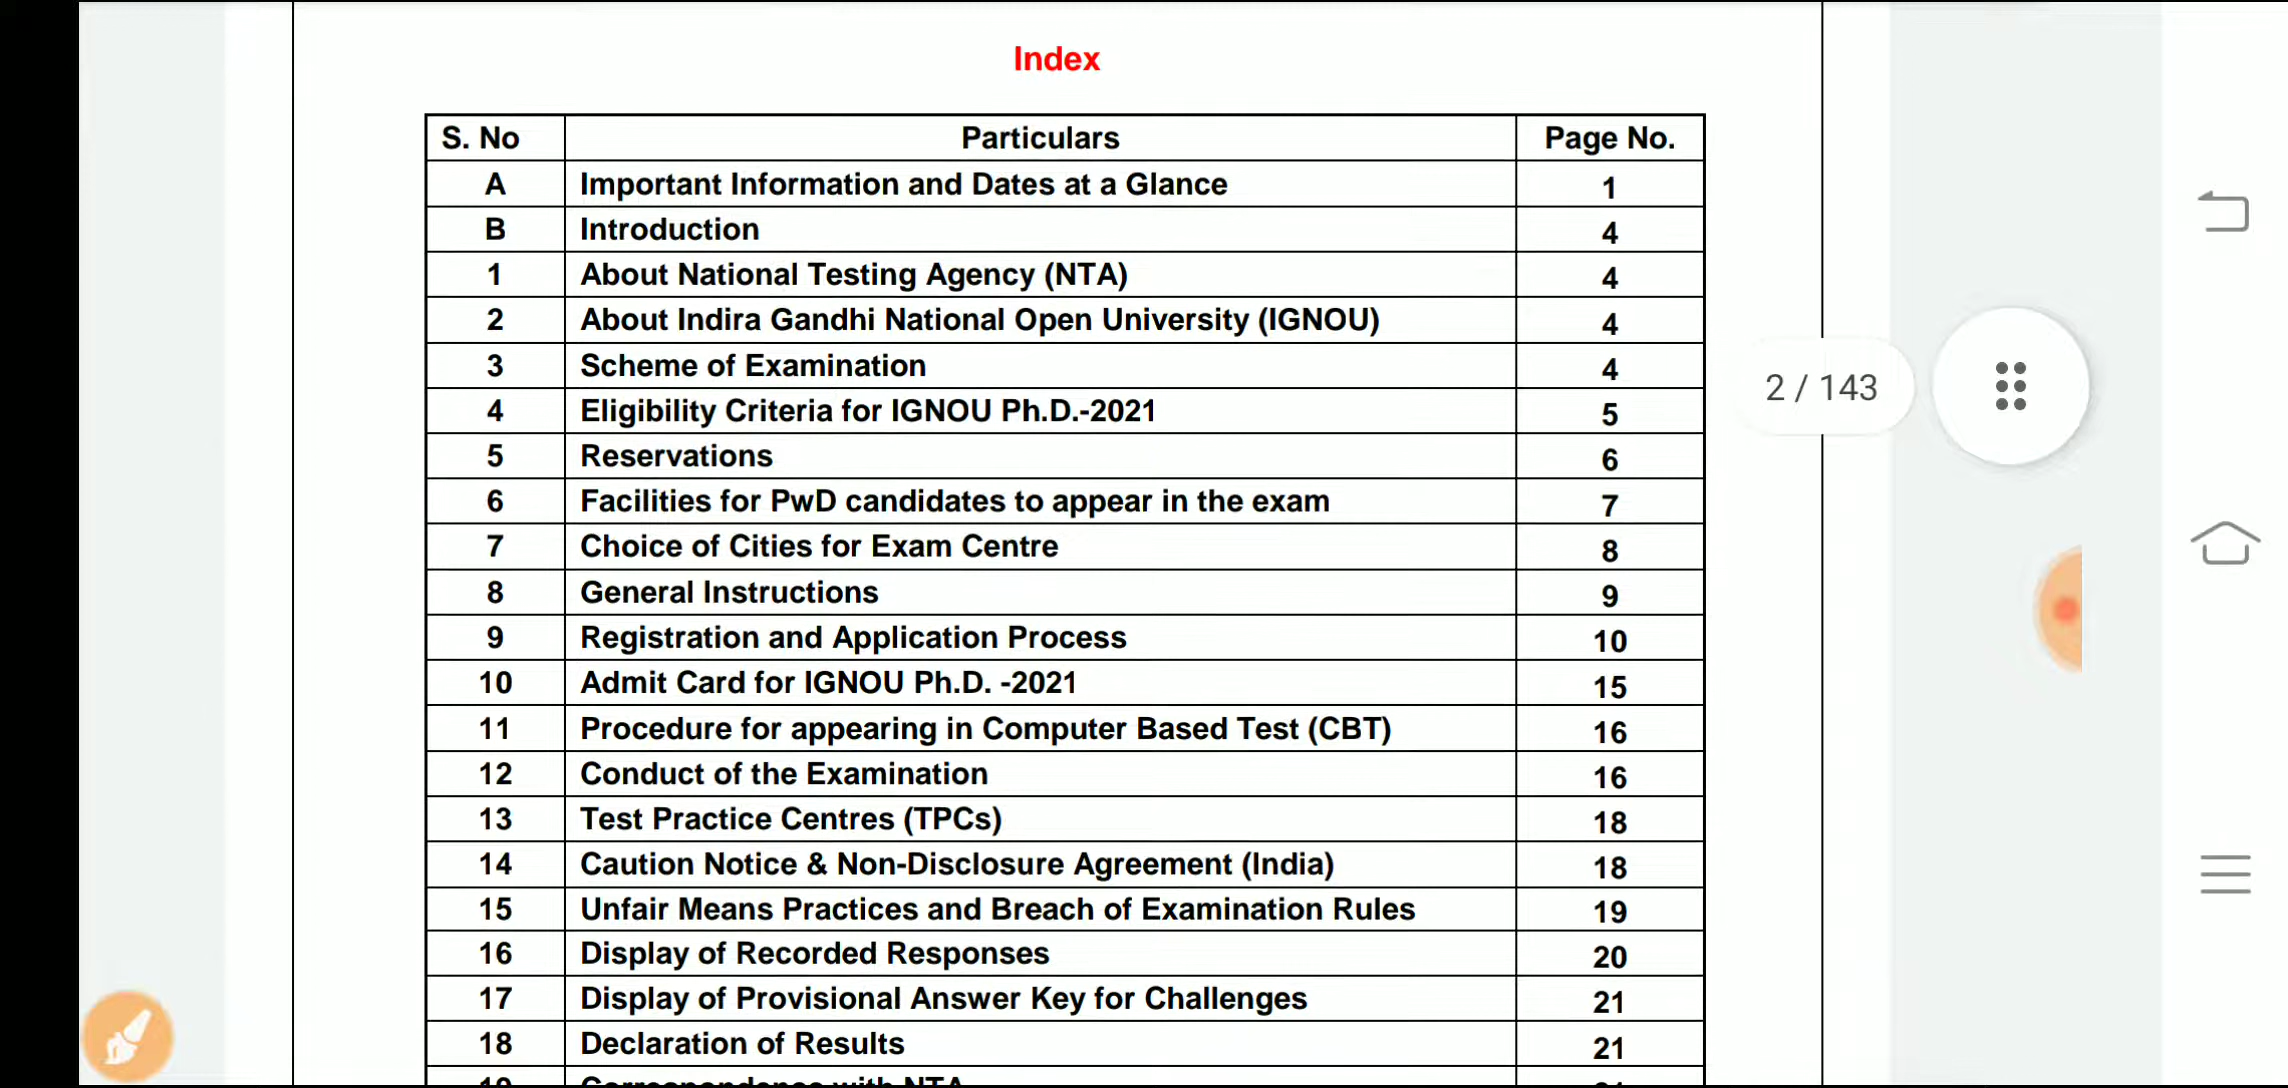 Index
S. No Particulars Page No.
A Important Information and Dates at a Glance 1
B Introduction 4
1 About National Testing Agency (NTA) 4
2 About Indira Gandhi National Open University (IGNOU) 4
3 Scheme of Examination 4
4 Eligibility Criteria for IGNOU Ph.D.-2021 5
2 / 143
5 Reservations 6
6 Facilities for PwD candidates to appear in the exam 7
7 Choice of Cities for Exam Centre 8
8 General Instructions 9
9 Registration and Application Process 10
10 Admit Card for IGNOU Ph.D. -2021 15
11 Procedure for appearing in Computer Based Test (CBT) 16
12 Conduct of the Examination 16
13 Test Practice Centres (TPCs) 18
14 Caution Notice & Non-Disclosure Agreement (India) 18
15 Unfair Means Practices and Breach of Examination Rules 19
16 Display of Recorded Responses 20
17 Display of Provisional Answer Key for Challenges 21
18 Declaration of Results 21
19 Correspondence with NTA